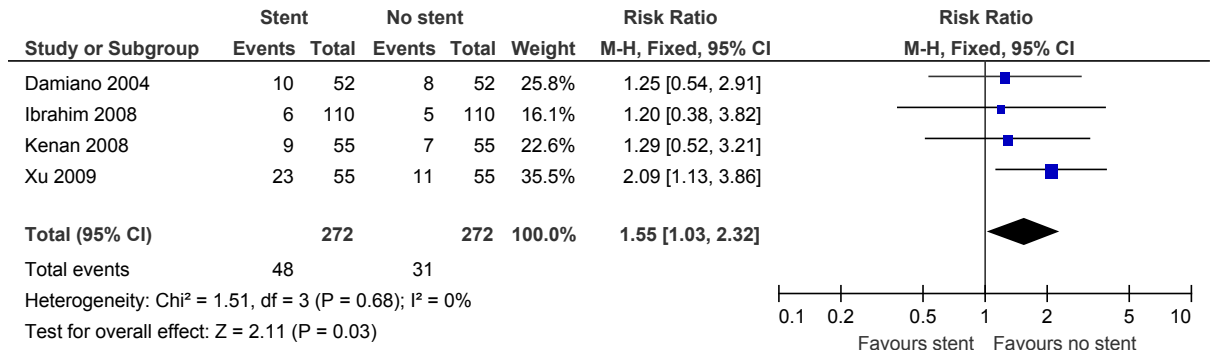 Stent No stent Risk Ratio Risk Ratio
Study or Subgroup Events Total Events Total Weight M-H, Fixed, 95% CI M-H, Fixed, 95% CI
Damiano 2004 10 52 8 52 25.8% 1.25 [0.54, 2.91]
Ibrahim 2008 6 110 5 110 16.1% 1.20 [0.38, 3.82]
Kenan 2008 9 55 7 55 22.6% 1.29 [0.52, 3.21]
Xu 2009 23 55 11 55 35.5% 2.09 [1.13, 3.86]
Total (95% CI) 272 272 100.0% 1.55 [1.03, 2.32]
Total events 48 31
Heterogeneity: Chi² = 1.51, df = 3 (P = 0.68); I² = 0%
Test for overall effect: Z = 2.11 (P = 0.03)
0.1 0.2 0.5 1 2 5 10
Favours stent Favours no stent